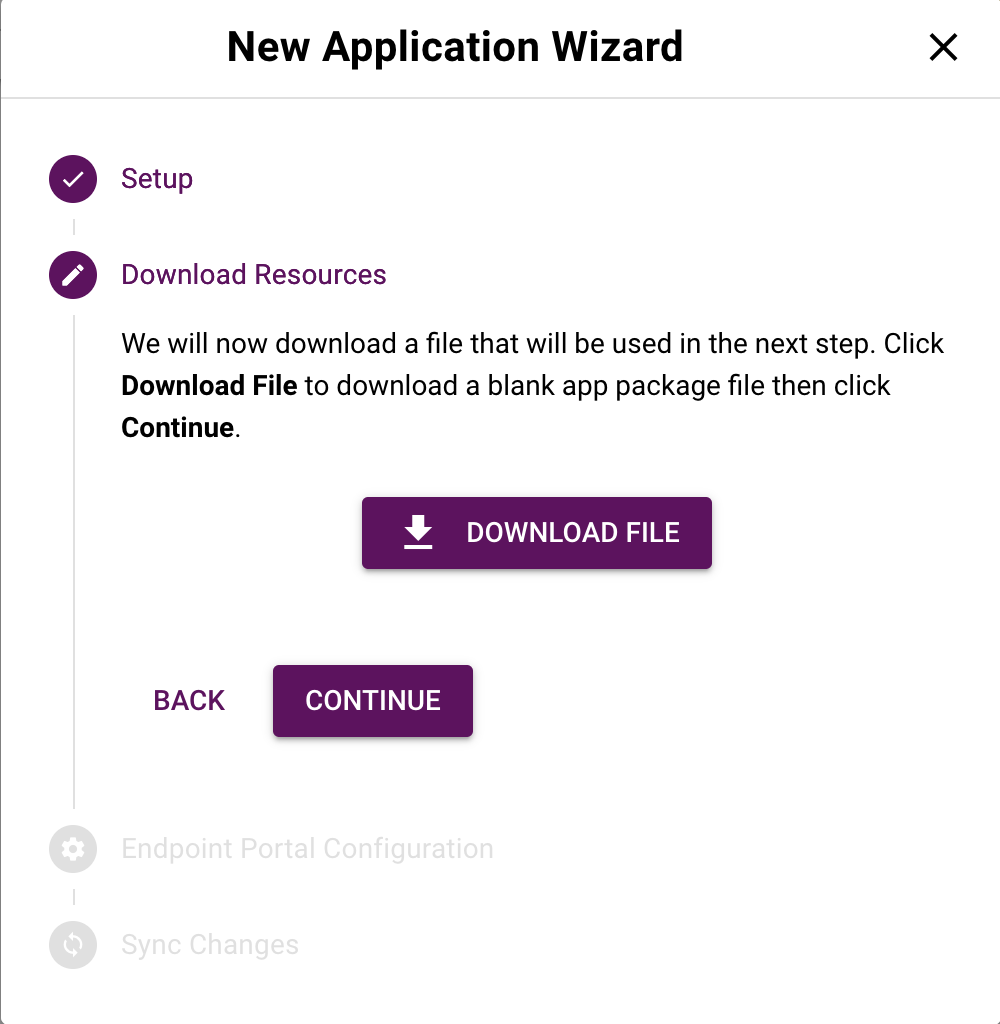 New Application Wizard
Setup
Download Resources
We will now download a file that will be used in the next step. Click
Download File to download a blank app package file then click
Continue.
DOWNLOAD FILE
BACK
CONTINUE
Endpoint Portal Configuration
Sync Changes